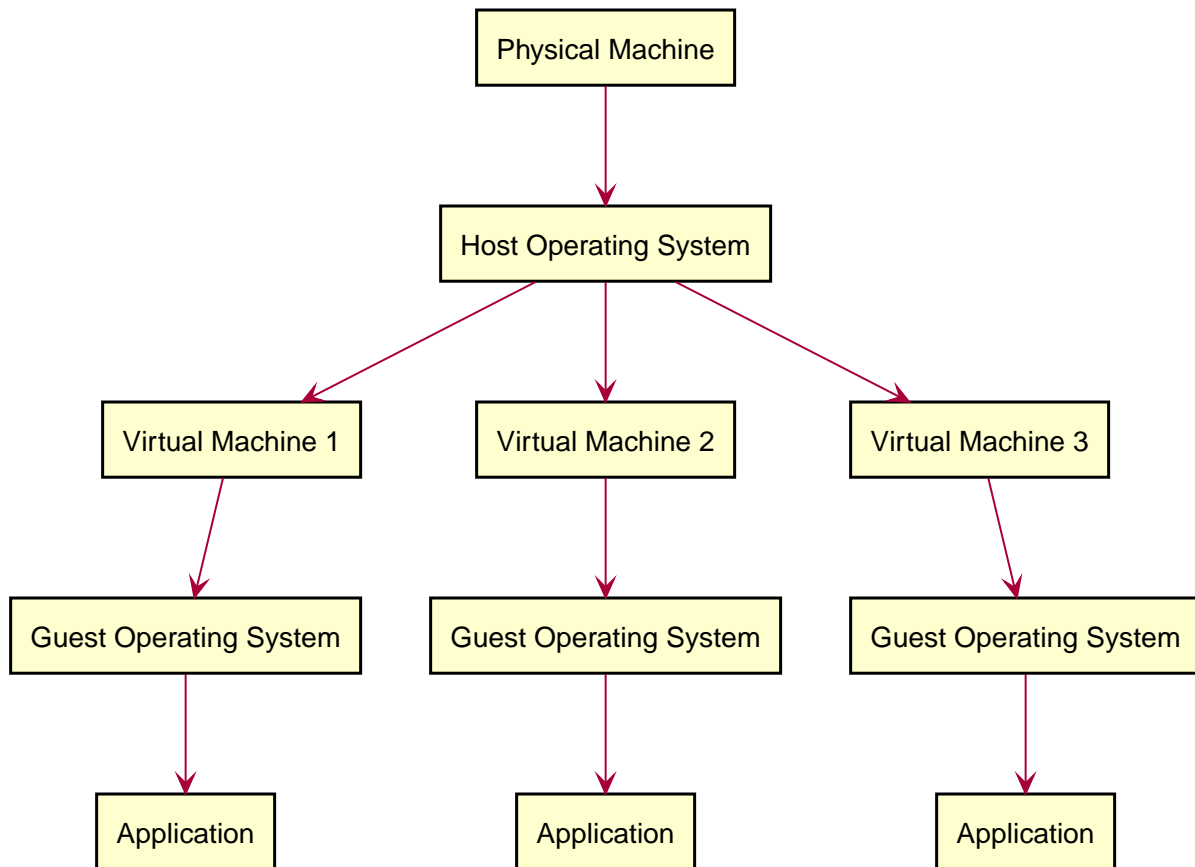 Physical Machine
Host Operating System
Virtual Machine 1
Virtual Machine 2
Virtual Machine 3
Guest Operating System
Guest Operating System
Guest Operating System
Application
Application
Application